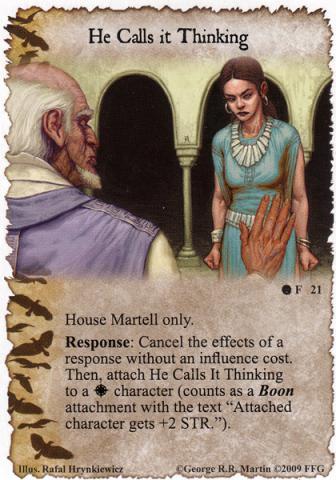 He Calls it Thinking
F 21
House Martell only.
Response: Cancel the effects of a
response without an influence cost.
Then, attach He Calls It Thinking
to a character (counts as a Boon
attachment with the text “Attached
character gets +2 STR.”).
Illus. Rafal Hrynkiewicz ©George R.R. Martin ©2009 FFG